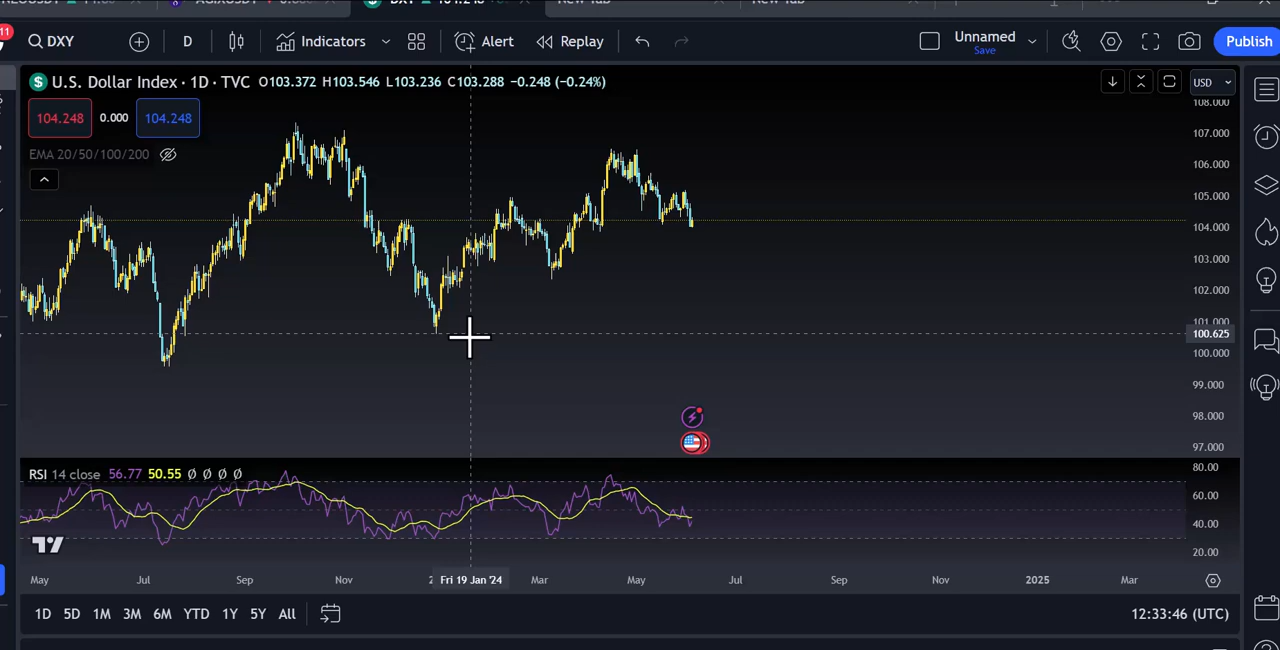 DXY
D
Indicators
Alert
Replay
Unnamed
Save
Publish
11
U.S. Dollar Index · 1D · TVC O103.372 H103.546 L103.236 C103.288 −0.248 (−0.24%)
USD
104.248 0.000 104.248
EMA 20/50/100/200
108.000
107.000
106.000
105.000
104.000
103.000
102.000
101.000
100.625
100.000
99.000
98.000
97.000
RSI 14 close 56.77 50.55 Ø Ø Ø Ø
80.00
60.00
40.00
20.00
May Jul Sep Nov Fri 19 Jan '24 Mar May Jul Sep Nov 2025 Mar
1D 5D 1M 3M 6M YTD 1Y 5Y All
12:33:46 (UTC)